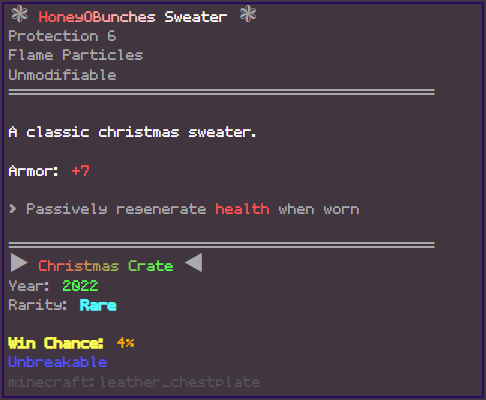 ❃ HoneyOBunches Sweater ❃
Protection 6
Flame Particles
Unmodifiable
A classic christmas sweater.
Armor: +7
> Passively regenerate health when worn
▶ Christmas Crate ◀
Year: 2022
Rarity: Rare
Win Chance: 4%
Unbreakable
minecraft:leather_chestplate